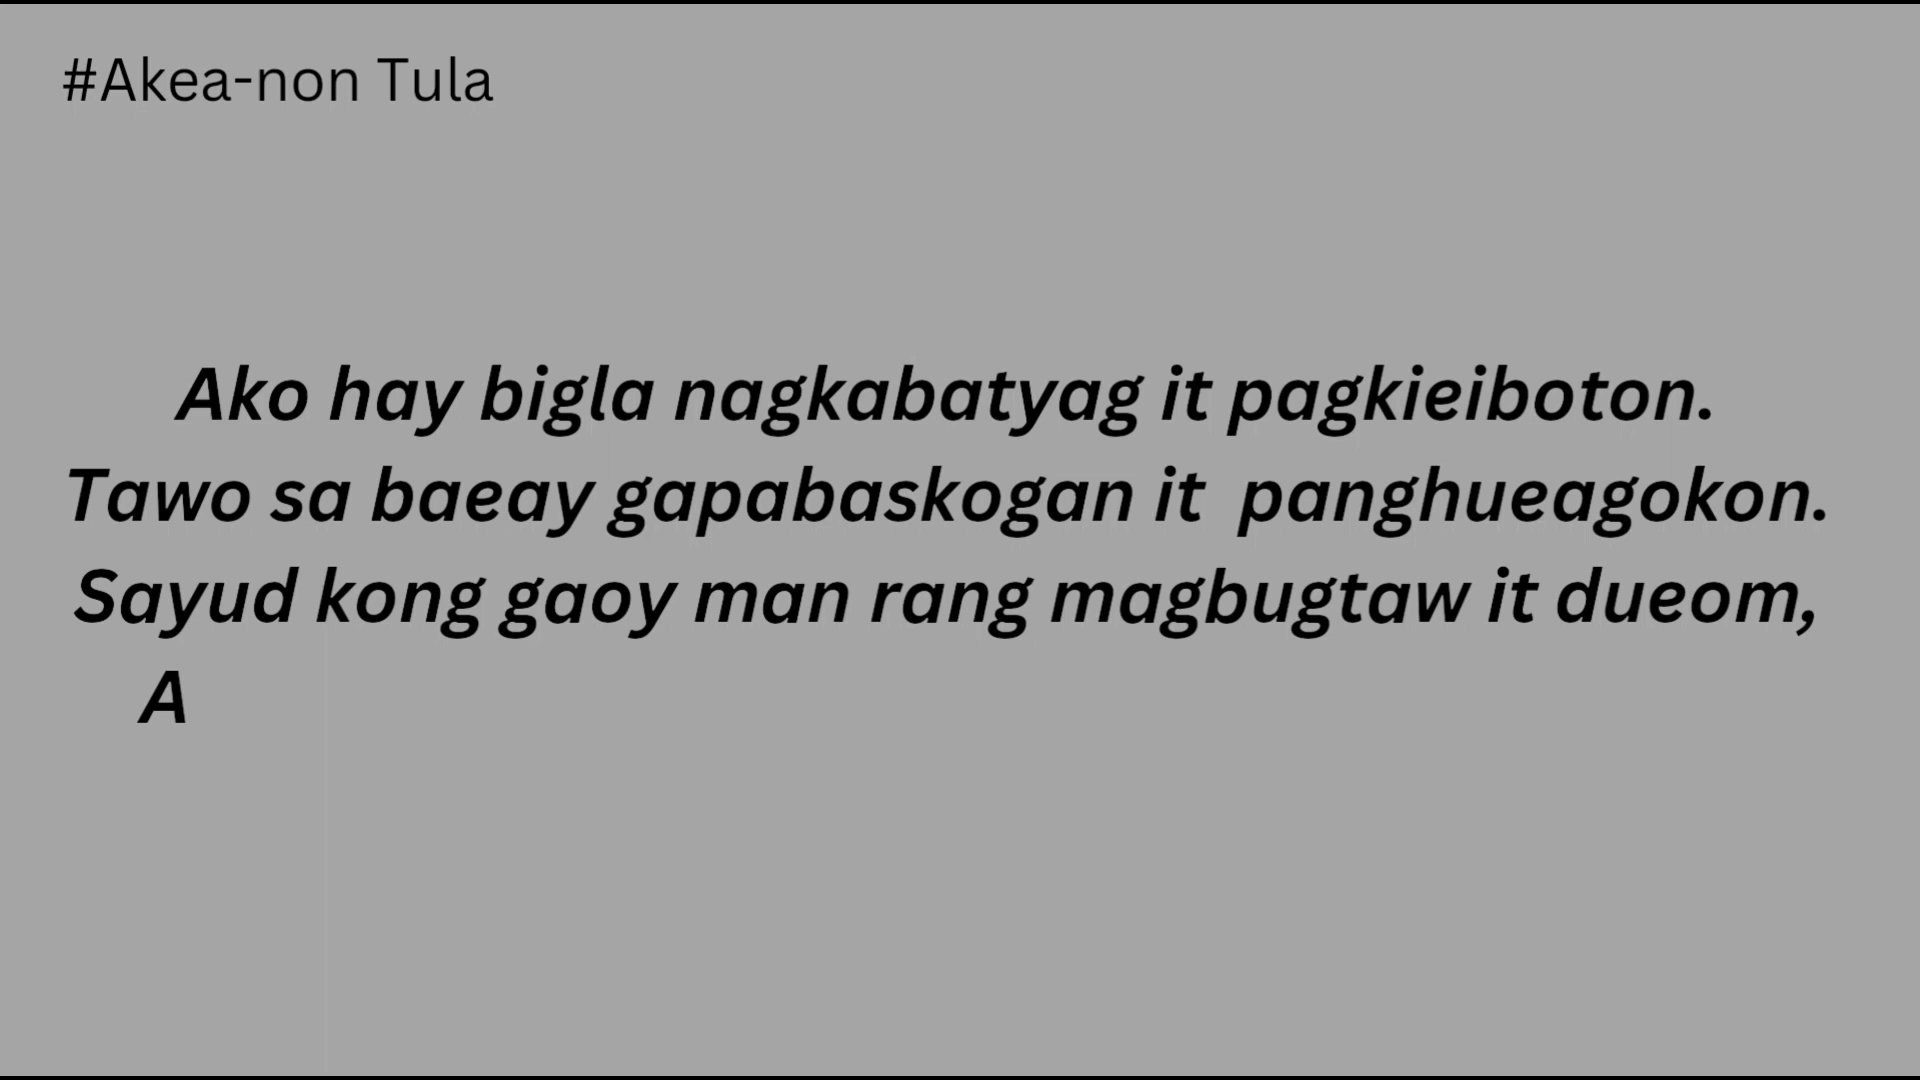 #Akea-non Tula
Ako hay bigla nagkabatyag it pagkieiboton.
Tawo sa baeay gapabaskogan it  panghueagokon.
Sayud kong gaoy man rang magbugtaw it dueom,
A